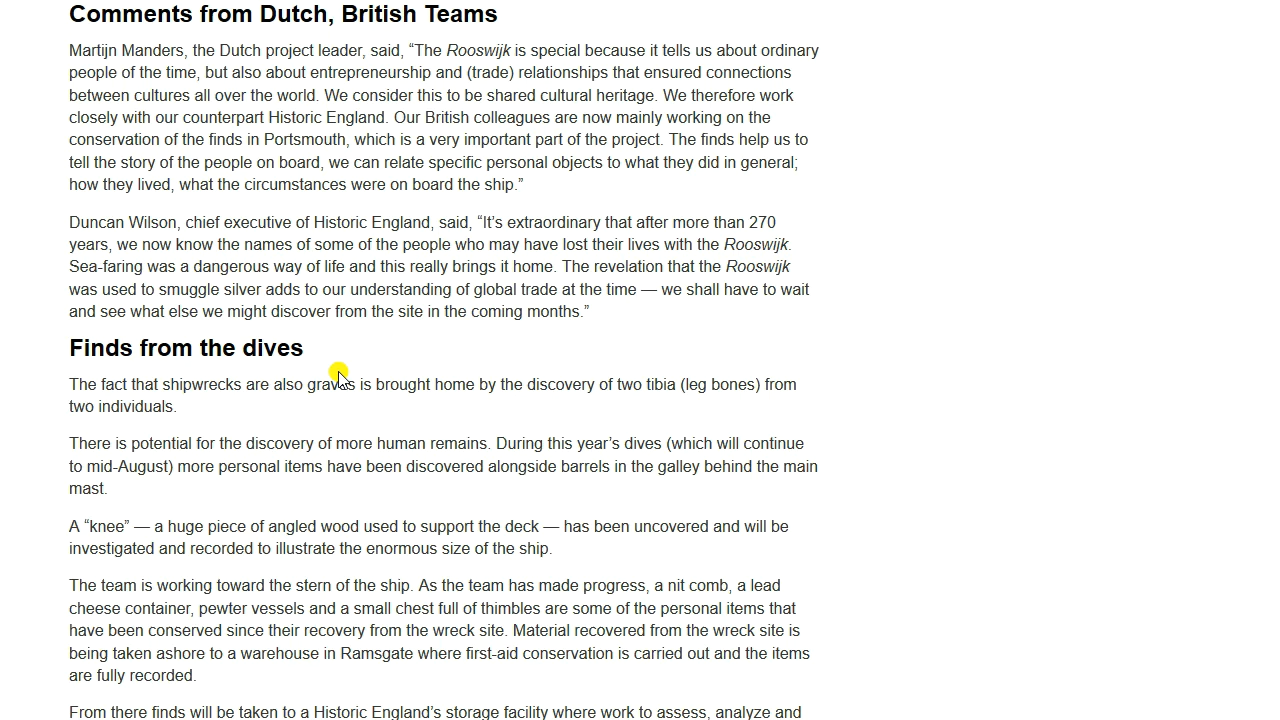 Comments from Dutch, British Teams
Martijn Manders, the Dutch project leader, said, “The Rooswijk is special because it tells us about ordinary
people of the time, but also about entrepreneurship and (trade) relationships that ensured connections
between cultures all over the world. We consider this to be shared cultural heritage. We therefore work
closely with our counterpart Historic England. Our British colleagues are now mainly working on the
conservation of the finds in Portsmouth, which is a very important part of the project. The finds help us to
tell the story of the people on board, we can relate specific personal objects to what they did in general;
how they lived, what the circumstances were on board the ship.”
Duncan Wilson, chief executive of Historic England, said, “It’s extraordinary that after more than 270
years, we now know the names of some of the people who may have lost their lives with the Rooswijk.
Sea-faring was a dangerous way of life and this really brings it home. The revelation that the Rooswijk
was used to smuggle silver adds to our understanding of global trade at the time — we shall have to wait
and see what else we might discover from the site in the coming months.”
Finds from the dives
The fact that shipwrecks are also graves is brought home by the discovery of two tibia (leg bones) from
two individuals.
There is potential for the discovery of more human remains. During this year’s dives (which will continue
to mid-August) more personal items have been discovered alongside barrels in the galley behind the main
mast.
A “knee” — a huge piece of angled wood used to support the deck — has been uncovered and will be
investigated and recorded to illustrate the enormous size of the ship.
The team is working toward the stern of the ship. As the team has made progress, a nit comb, a lead
cheese container, pewter vessels and a small chest full of thimbles are some of the personal items that
have been conserved since their recovery from the wreck site. Material recovered from the wreck site is
being taken ashore to a warehouse in Ramsgate where first-aid conservation is carried out and the items
are fully recorded.
From there finds will be taken to a Historic England’s storage facility where work to assess, analyze and